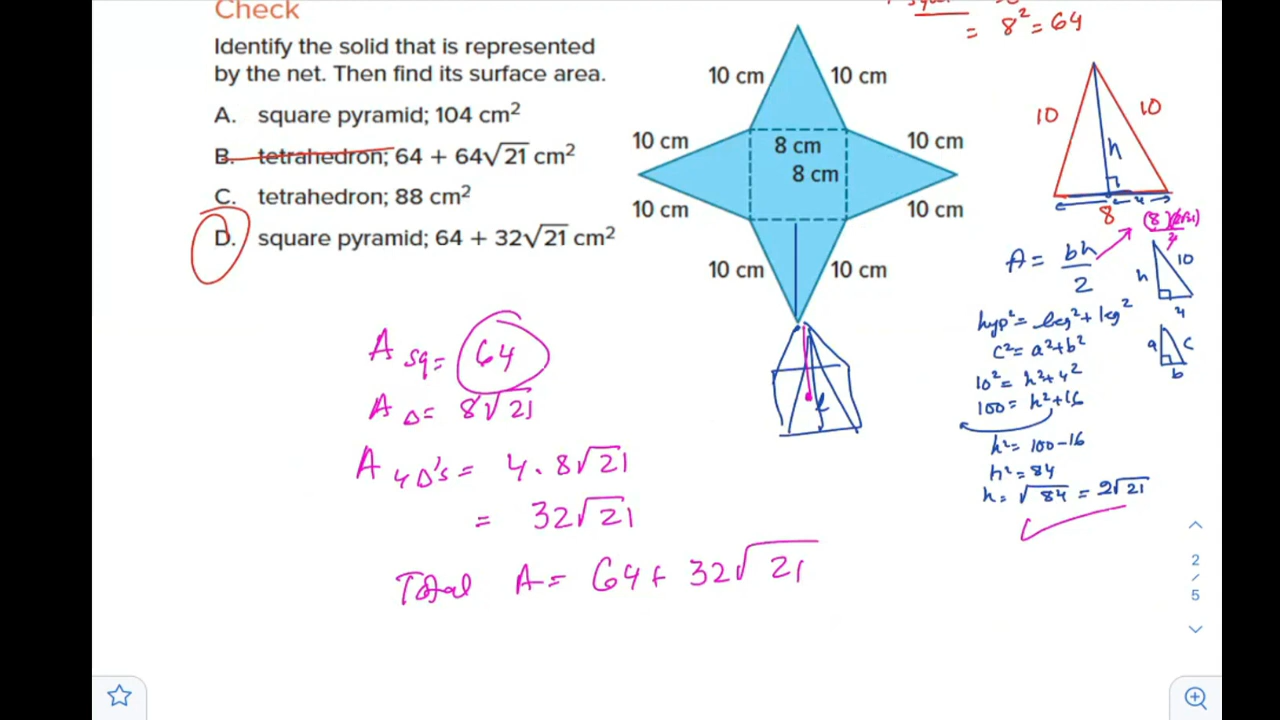 Check
= 8² = 64
Identify the solid that is represented
by the net. Then find its surface area.
A. square pyramid; 104 cm²
B. tetrahedron; 64 + 64√21 cm²
C. tetrahedron; 88 cm²
D. square pyramid; 64 + 32√21 cm²
10 cm 10 cm
10 cm 10 cm
8 cm
8 cm
10 cm 10 cm
10 cm 10 cm
10 10
h
8
4
A = bh/2
h 10
4
hyp² = leg² + leg²
c² = a² + b²
a c
b
10² = h² + 4²
100 = h² + 16
h² = 100 - 16
h² = 84
h = √84 = 2√21
l
A sq = 64
A Δ = 8√21
A 4Δ's = 4 · 8√21
= 32√21
Total A = 64 + 32√21
2
/
5